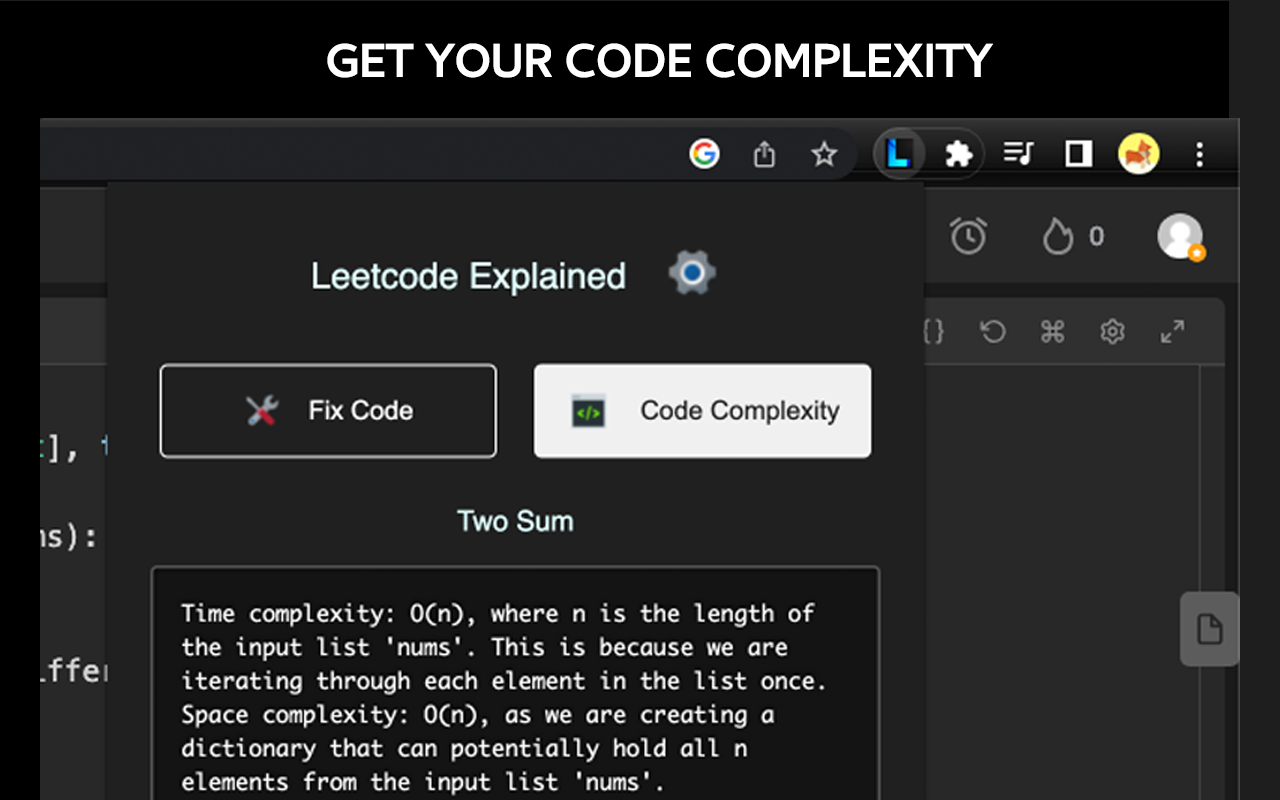 GET YOUR CODE COMPLEXITY
0
Leetcode Explained
{}
Fix Code
Code Complexity
],
s):
Two Sum
Time complexity: O(n), where n is the length of
the input list 'nums'. This is because we are
iterating through each element in the list once.
Space complexity: O(n), as we are creating a
dictionary that can potentially hold all n
elements from the input list 'nums'.
iffer